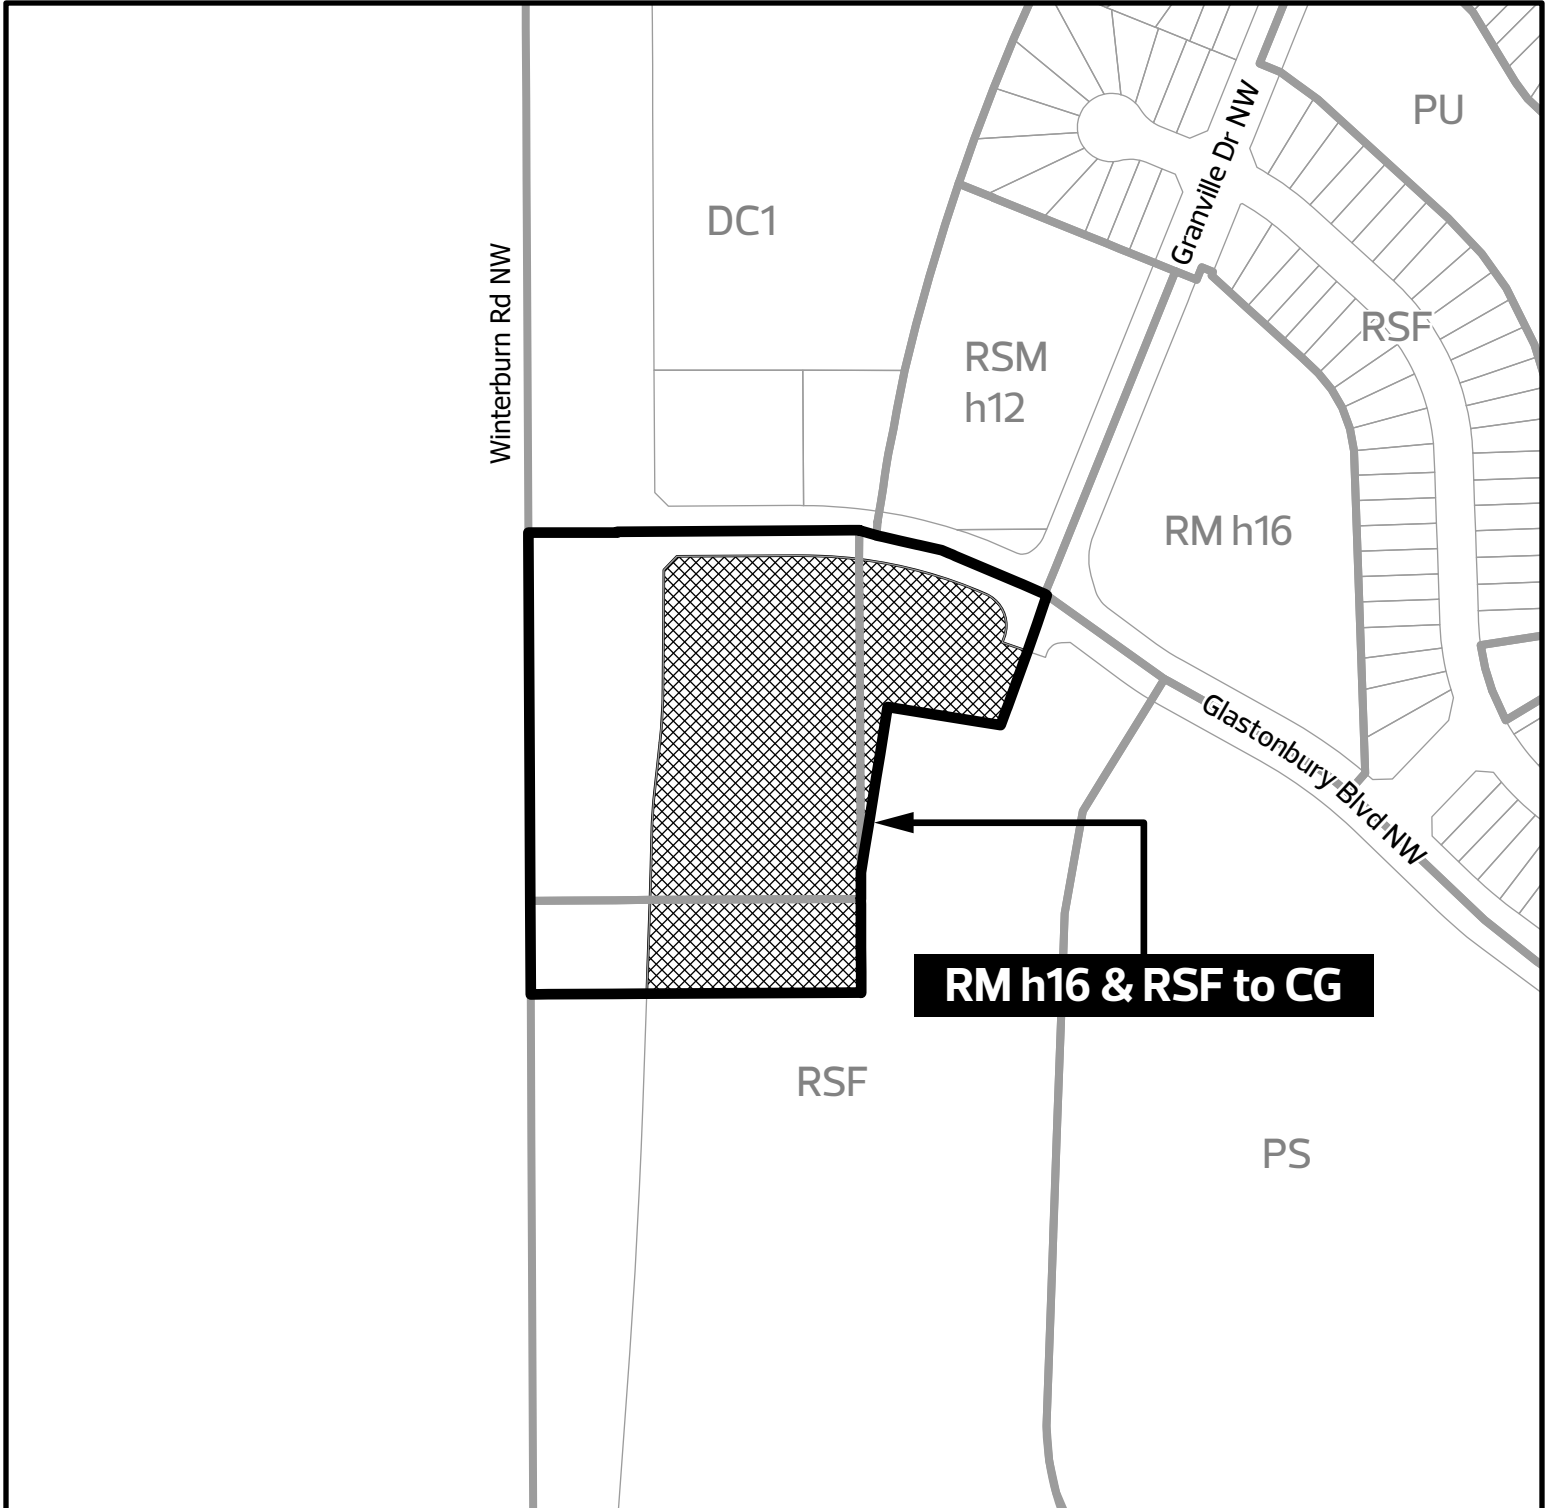 PU
Granville Dr NW
DC1
Winterburn Rd NW
RSF
RSM
h12
RM h16
Glastonbury Blvd NW
RM h16 & RSF to CG
RSF
PS